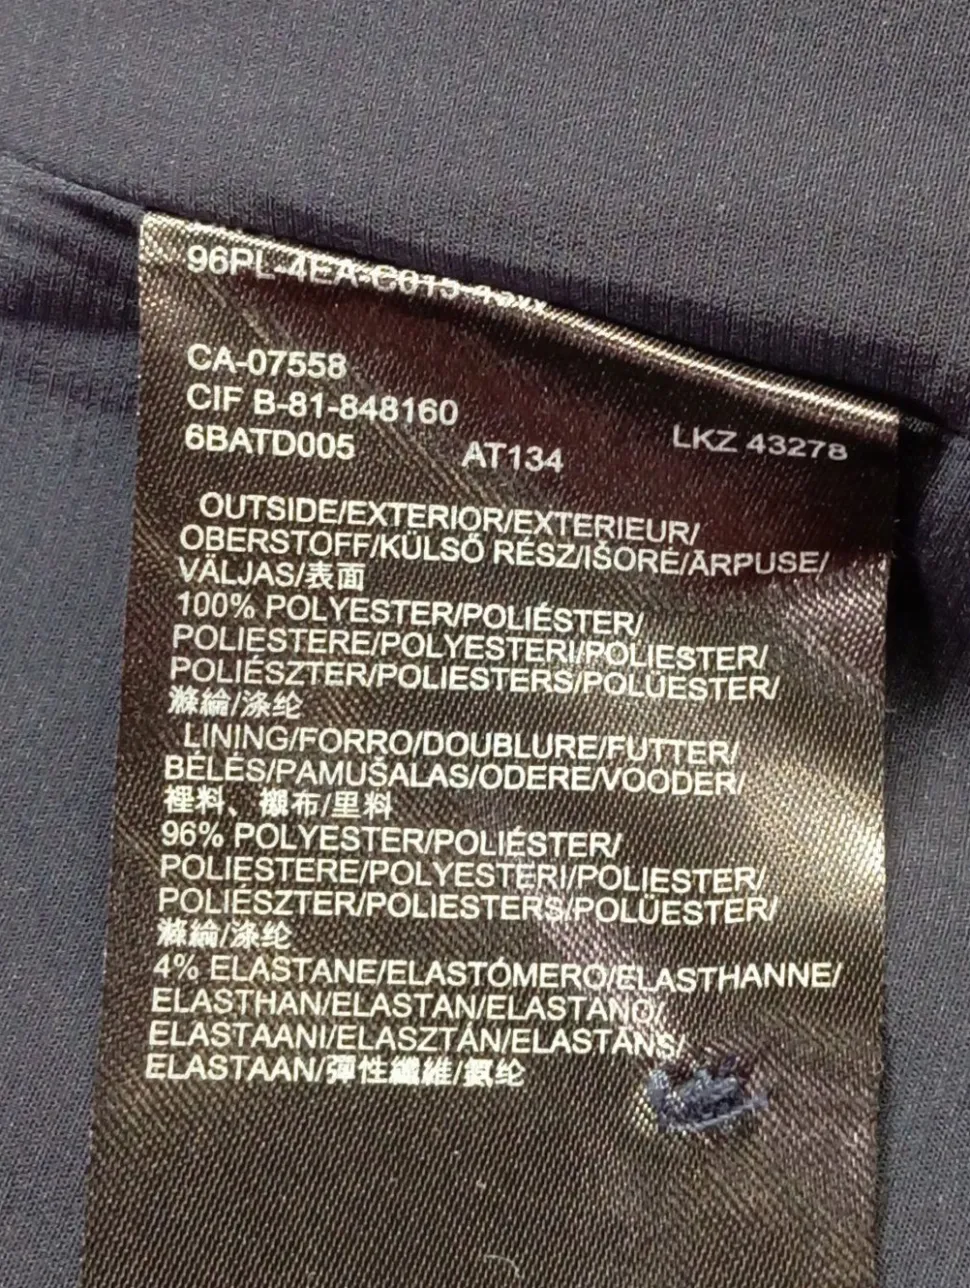 CA-07558
CIF B-81-848160
6BATD005 AT134 LKZ 43278
OUTSIDE/EXTERIOR/EXTERIEUR/
OBERSTOFF/KÜLSŐ RÉSZ/IŠORĖ/ĀRPUSE/
VÄLJAS/表面
100% POLYESTER/POLIÉSTER/
POLIESTERE/POLYESTERI/POLIESTER/
POLIÉSZTER/POLIESTERS/POLÜESTER/
滌綸/涤纶
LINING/FORRO/DOUBLURE/FUTTER/
BÉLÉS/PAMUŠALAS/ODERE/VOODER/
裡料、襯布/里料
96% POLYESTER/POLIÉSTER/
POLIESTERE/POLYESTERI/POLIESTER/
POLIÉSZTER/POLIESTERS/POLÜESTER/
滌綸/涤纶
4% ELASTANE/ELASTÓMERO/ELASTHANNE/
ELASTHAN/ELASTAN/ELASTANO/
ELASTAANI/ELASZTÁN/ELASTĀNS/
ELASTAAN/彈性纖維/氨纶